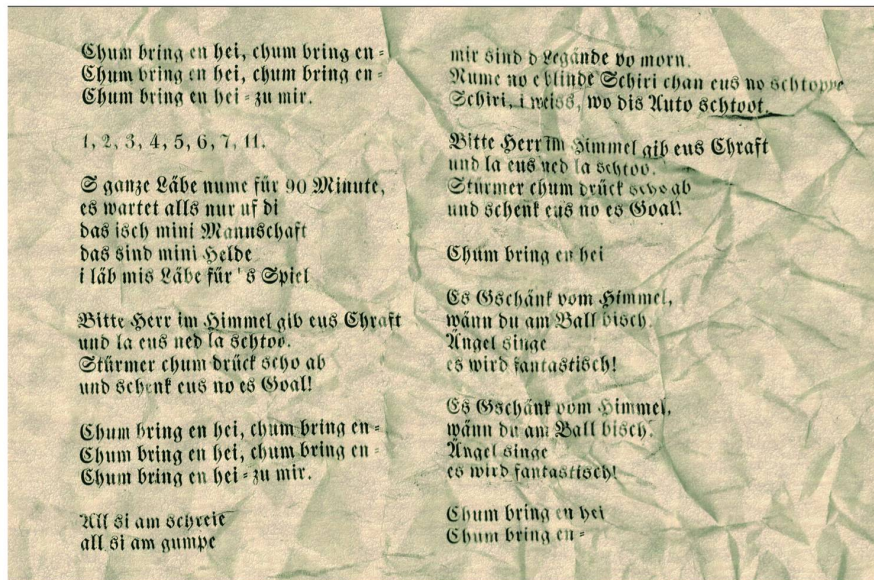 Chum bring en hei, chum bring en-
Chum bring en hei, chum bring en-
Chum bring en hei-zu mir.
1, 2, 3, 4, 5, 6, 7, 11.
S ganze Läbe nume für 90 Minute,
es wartet alls nur uf di
das isch mini Mannschaft
das sind mini Helde
i läb mis Läbe für's Spiel
Bitte Herr im Himmel gib eus Chraft
und la eus ned la schtoo.
Stürmer chum drück scho ab
und schenk eus no es Goal!
Chum bring en hei, chum bring en-
Chum bring en hei, chum bring en-
Chum bring en hei-zu mir.
All si am schreie
all si am gumpe
mir sind d Legände vo morn.
Nume no e blinde Schiri chan eus no schtoppe
Schiri, i weiss, wo dis Auto schtoot.
Bitte Herr im Himmel gib eus Chraft
und la eus ned la schtoo.
Stürmer chum drück scho ab
und schenk eus no es Goal!
Chum bring en hei
Es Gschänk vom Himmel,
wänn du am Ball bisch.
Ängel singe
es wird fantastisch!
Es Gschänk vom Himmel,
wänn du am Ball bisch.
Ängel singe
es wird fantastisch!
Chum bring en hei
Chum bring en-